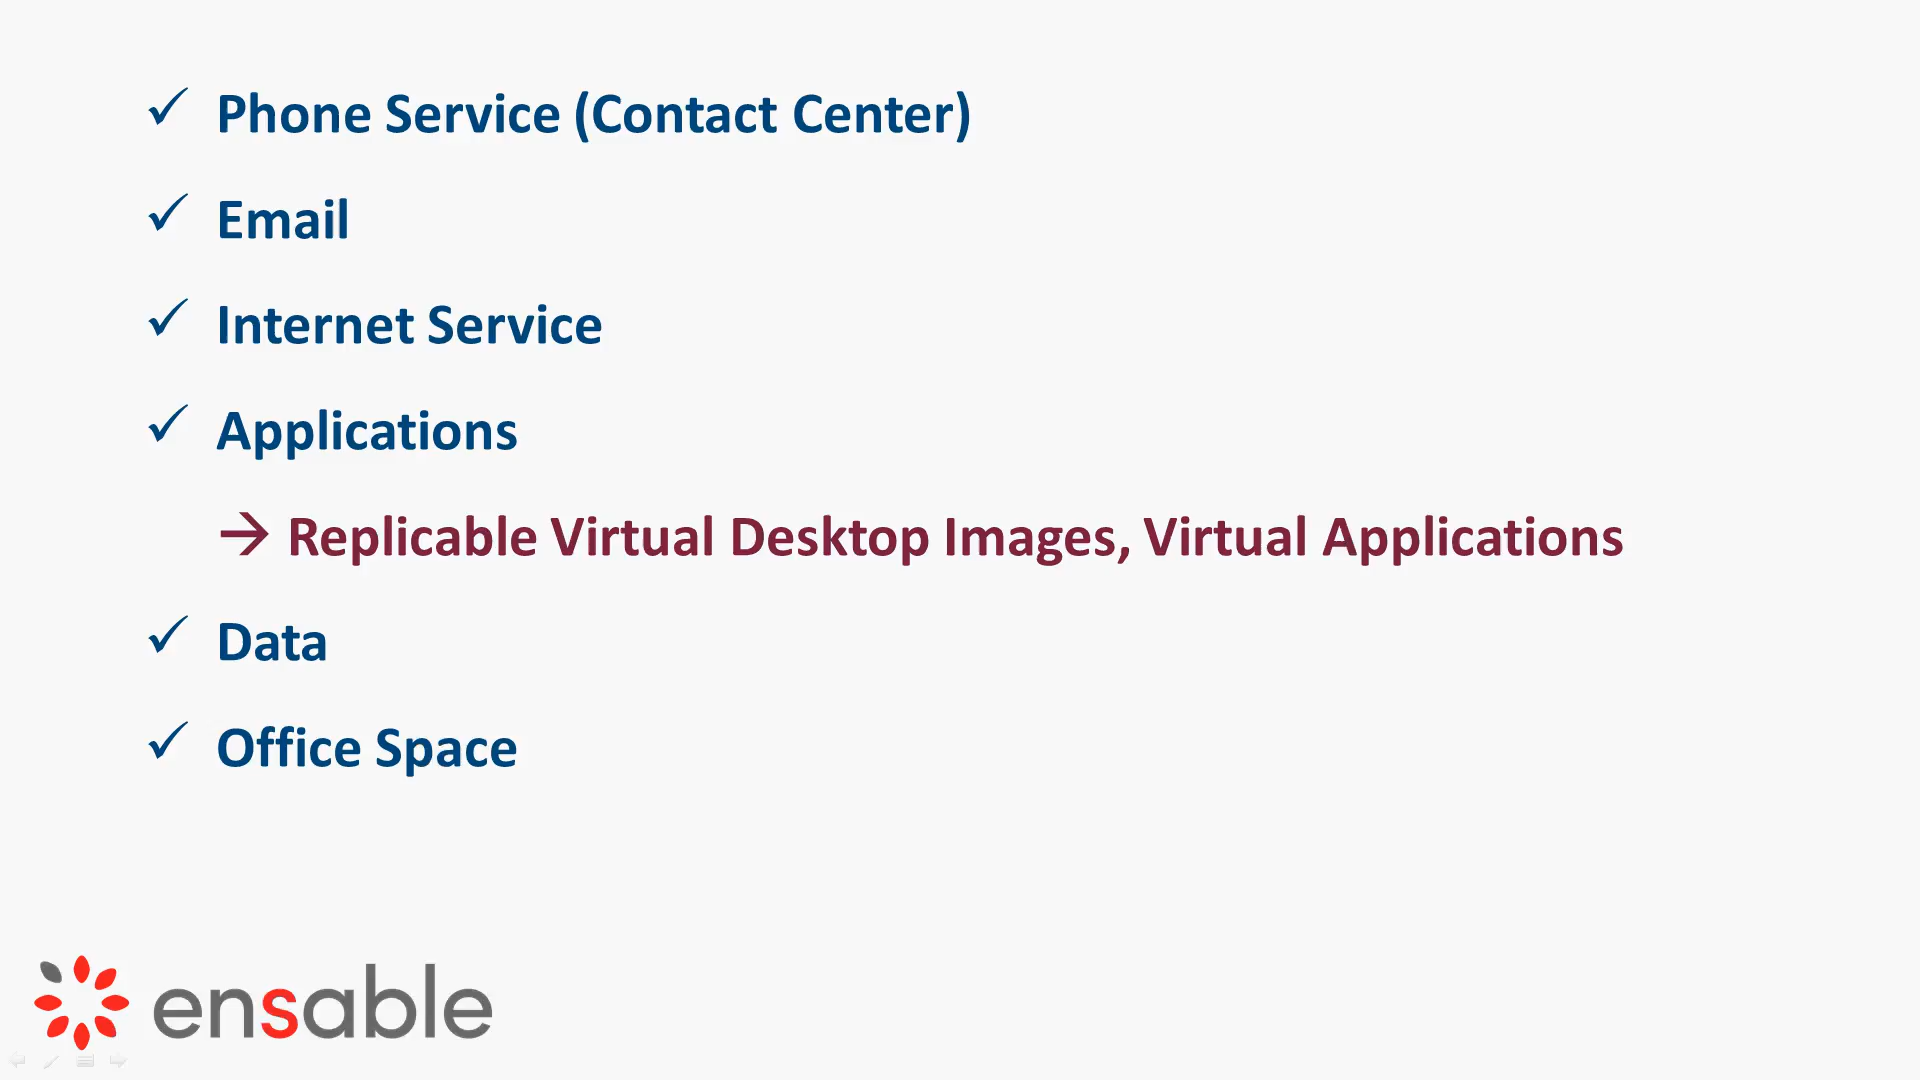 ✓ Phone Service (Contact Center)
✓ Email
✓ Internet Service
✓ Applications
→ Replicable Virtual Desktop Images, Virtual Applications
✓ Data
✓ Office Space
ensable